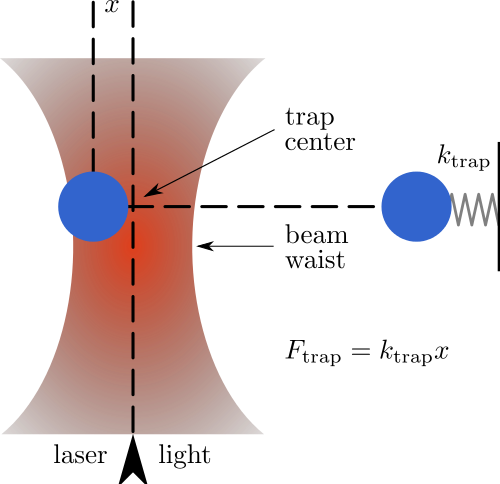 x
trap
center
k_trap
beam
waist
F_trap = k_trap x
laser light